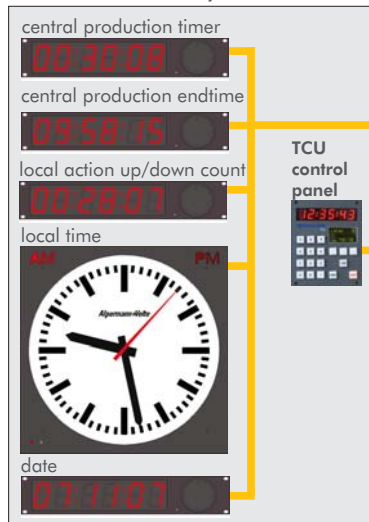 central production timer
00:30:08
central production endtime
09:58:15
local action up/down count
00:28:07
local time
AM
PM
Alpermann+Velte
date
07:11:07
TCU
control
panel
12:35:43